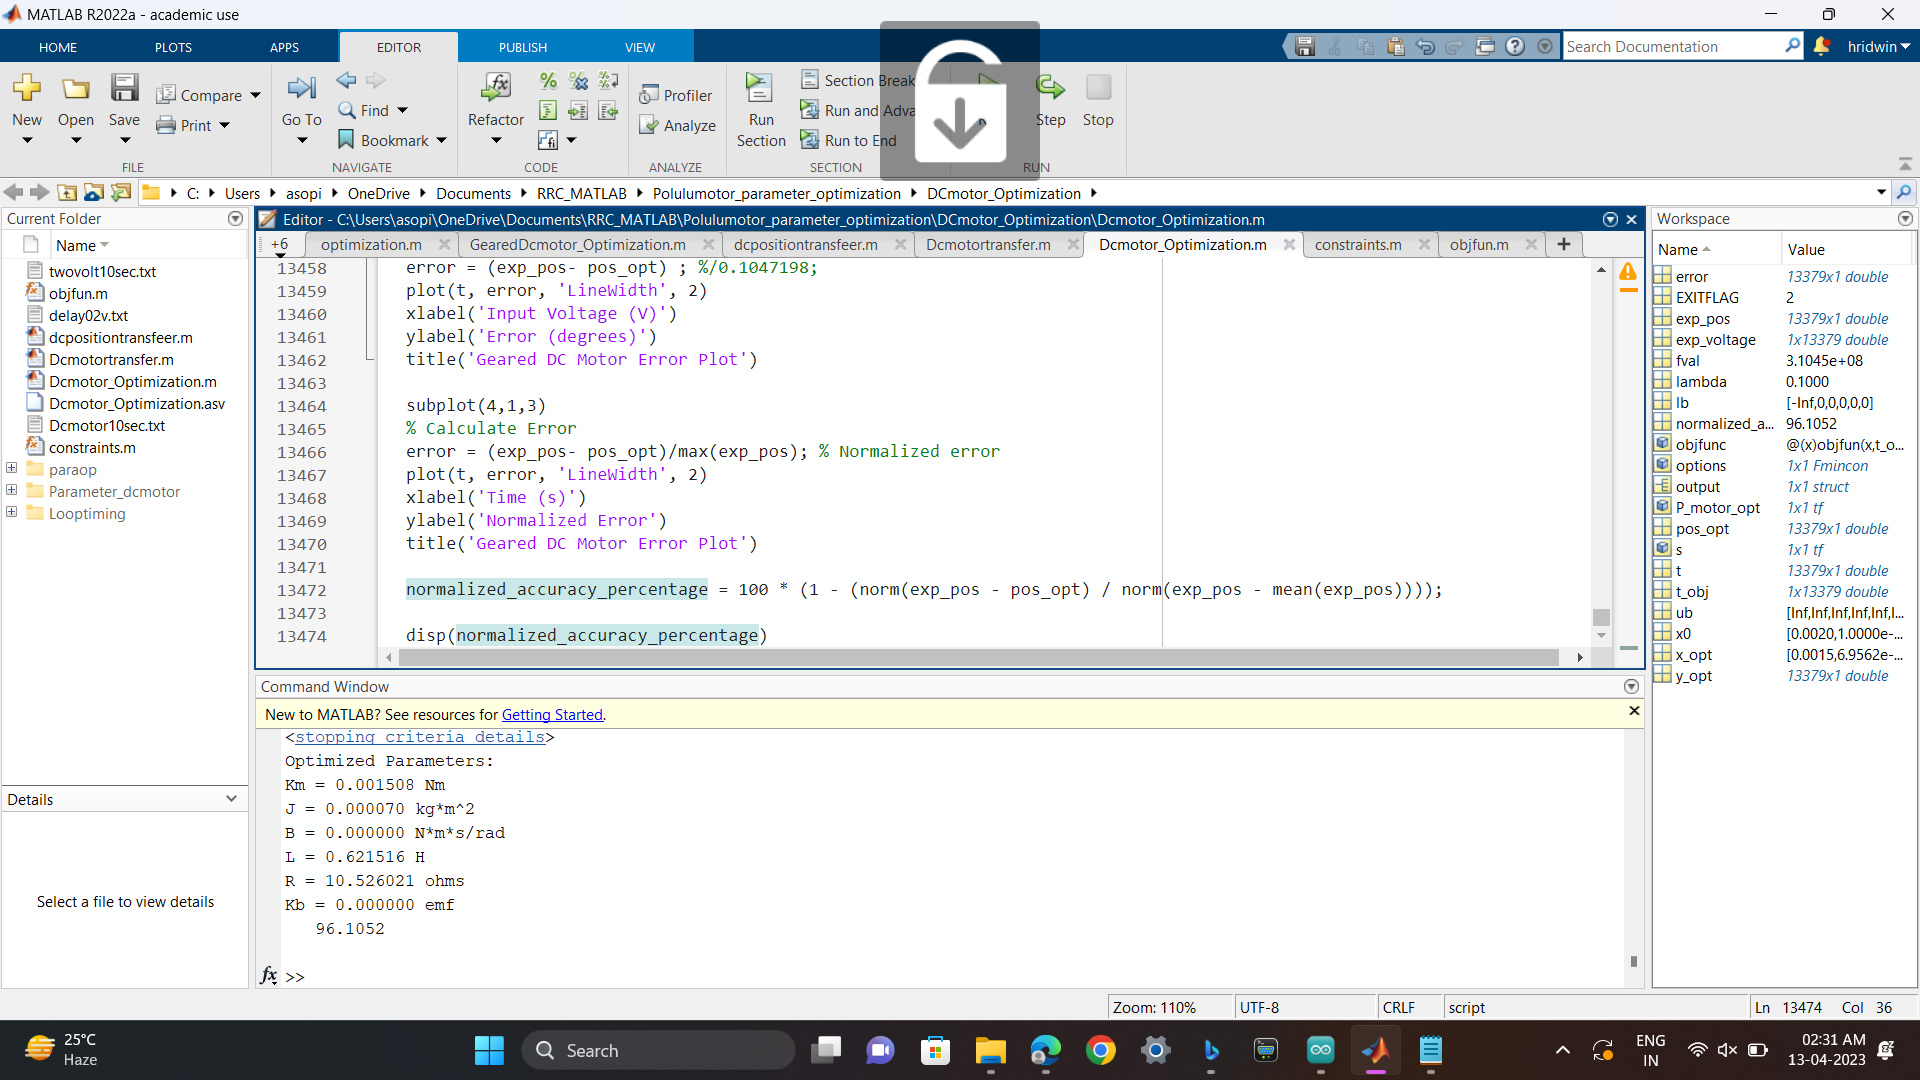 MATLAB R2022a - academic use
HOME PLOTS APPS EDITOR PUBLISH VIEW
Search Documentation
hridwin
New Open Save Compare Print
FILE
Go To Find Bookmark
NAVIGATE
Refactor
CODE
Profiler
Analyze
ANALYZE
Run Section
Section Break
Run and Adva
Run to End
SECTION
Step Stop
RUN
C: Users asopi OneDrive Documents RRC_MATLAB Polulumotor_parameter_optimization DCmotor_Optimization
Current Folder
Name
twovolt10sec.txt
objfun.m
delay02v.txt
dcpositiontransfeer.m
Dcmotortransfer.m
Dcmotor_Optimization.m
Dcmotor_Optimization.asv
Dcmotor10sec.txt
constraints.m
paraop
Parameter_dcmotor
Looptiming
Details
Select a file to view details
Editor - C:\Users\asopi\OneDrive\Documents\RRC_MATLAB\Polulumotor_parameter_optimization\DCmotor_Optimization\Dcmotor_Optimization.m
+6 optimization.m GearedDcmotor_Optimization.m dcpositiontransfeer.m Dcmotortransfer.m Dcmotor_Optimization.m constraints.m objfun.m
13458 error = (exp_pos- pos_opt) ; %/0.1047198;
13459 plot(t, error, 'LineWidth', 2)
13460 xlabel('Input Voltage (V)')
13461 ylabel('Error (degrees)')
13462 title('Geared DC Motor Error Plot')
13463
13464 subplot(4,1,3)
13465 % Calculate Error
13466 error = (exp_pos- pos_opt)/max(exp_pos); % Normalized error
13467 plot(t, error, 'LineWidth', 2)
13468 xlabel('Time (s)')
13469 ylabel('Normalized Error')
13470 title('Geared DC Motor Error Plot')
13471
13472 normalized_accuracy_percentage = 100 * (1 - (norm(exp_pos - pos_opt) / norm(exp_pos - mean(exp_pos))));
13473
13474 disp(normalized_accuracy_percentage)
Command Window
New to MATLAB? See resources for Getting Started.
<stopping criteria details>
Optimized Parameters:
Km = 0.001508 Nm
J = 0.000070 kg*m^2
B = 0.000000 N*m*s/rad
L = 0.621516 H
R = 10.526021 ohms
Kb = 0.000000 emf
96.1052
fx >>
Workspace
Name Value
error 13379x1 double
EXITFLAG 2
exp_pos 13379x1 double
exp_voltage 1x13379 double
fval 3.1045e+08
lambda 0.1000
lb [-Inf,0,0,0,0,0]
normalized_a... 96.1052
objfunc @(x)objfun(x,t_o...
options 1x1 Fmincon
output 1x1 struct
P_motor_opt 1x1 tf
pos_opt 13379x1 double
s 1x1 tf
t 13379x1 double
t_obj 1x13379 double
ub [Inf,Inf,Inf,Inf,Inf,I...
x0 [0.0020,1.0000e-...
x_opt [0.0015,6.9562e-...
y_opt 13379x1 double
Zoom: 110% UTF-8 CRLF script Ln 13474 Col 36
25°C
Haze
Search
ENG
IN
02:31 AM
13-04-2023